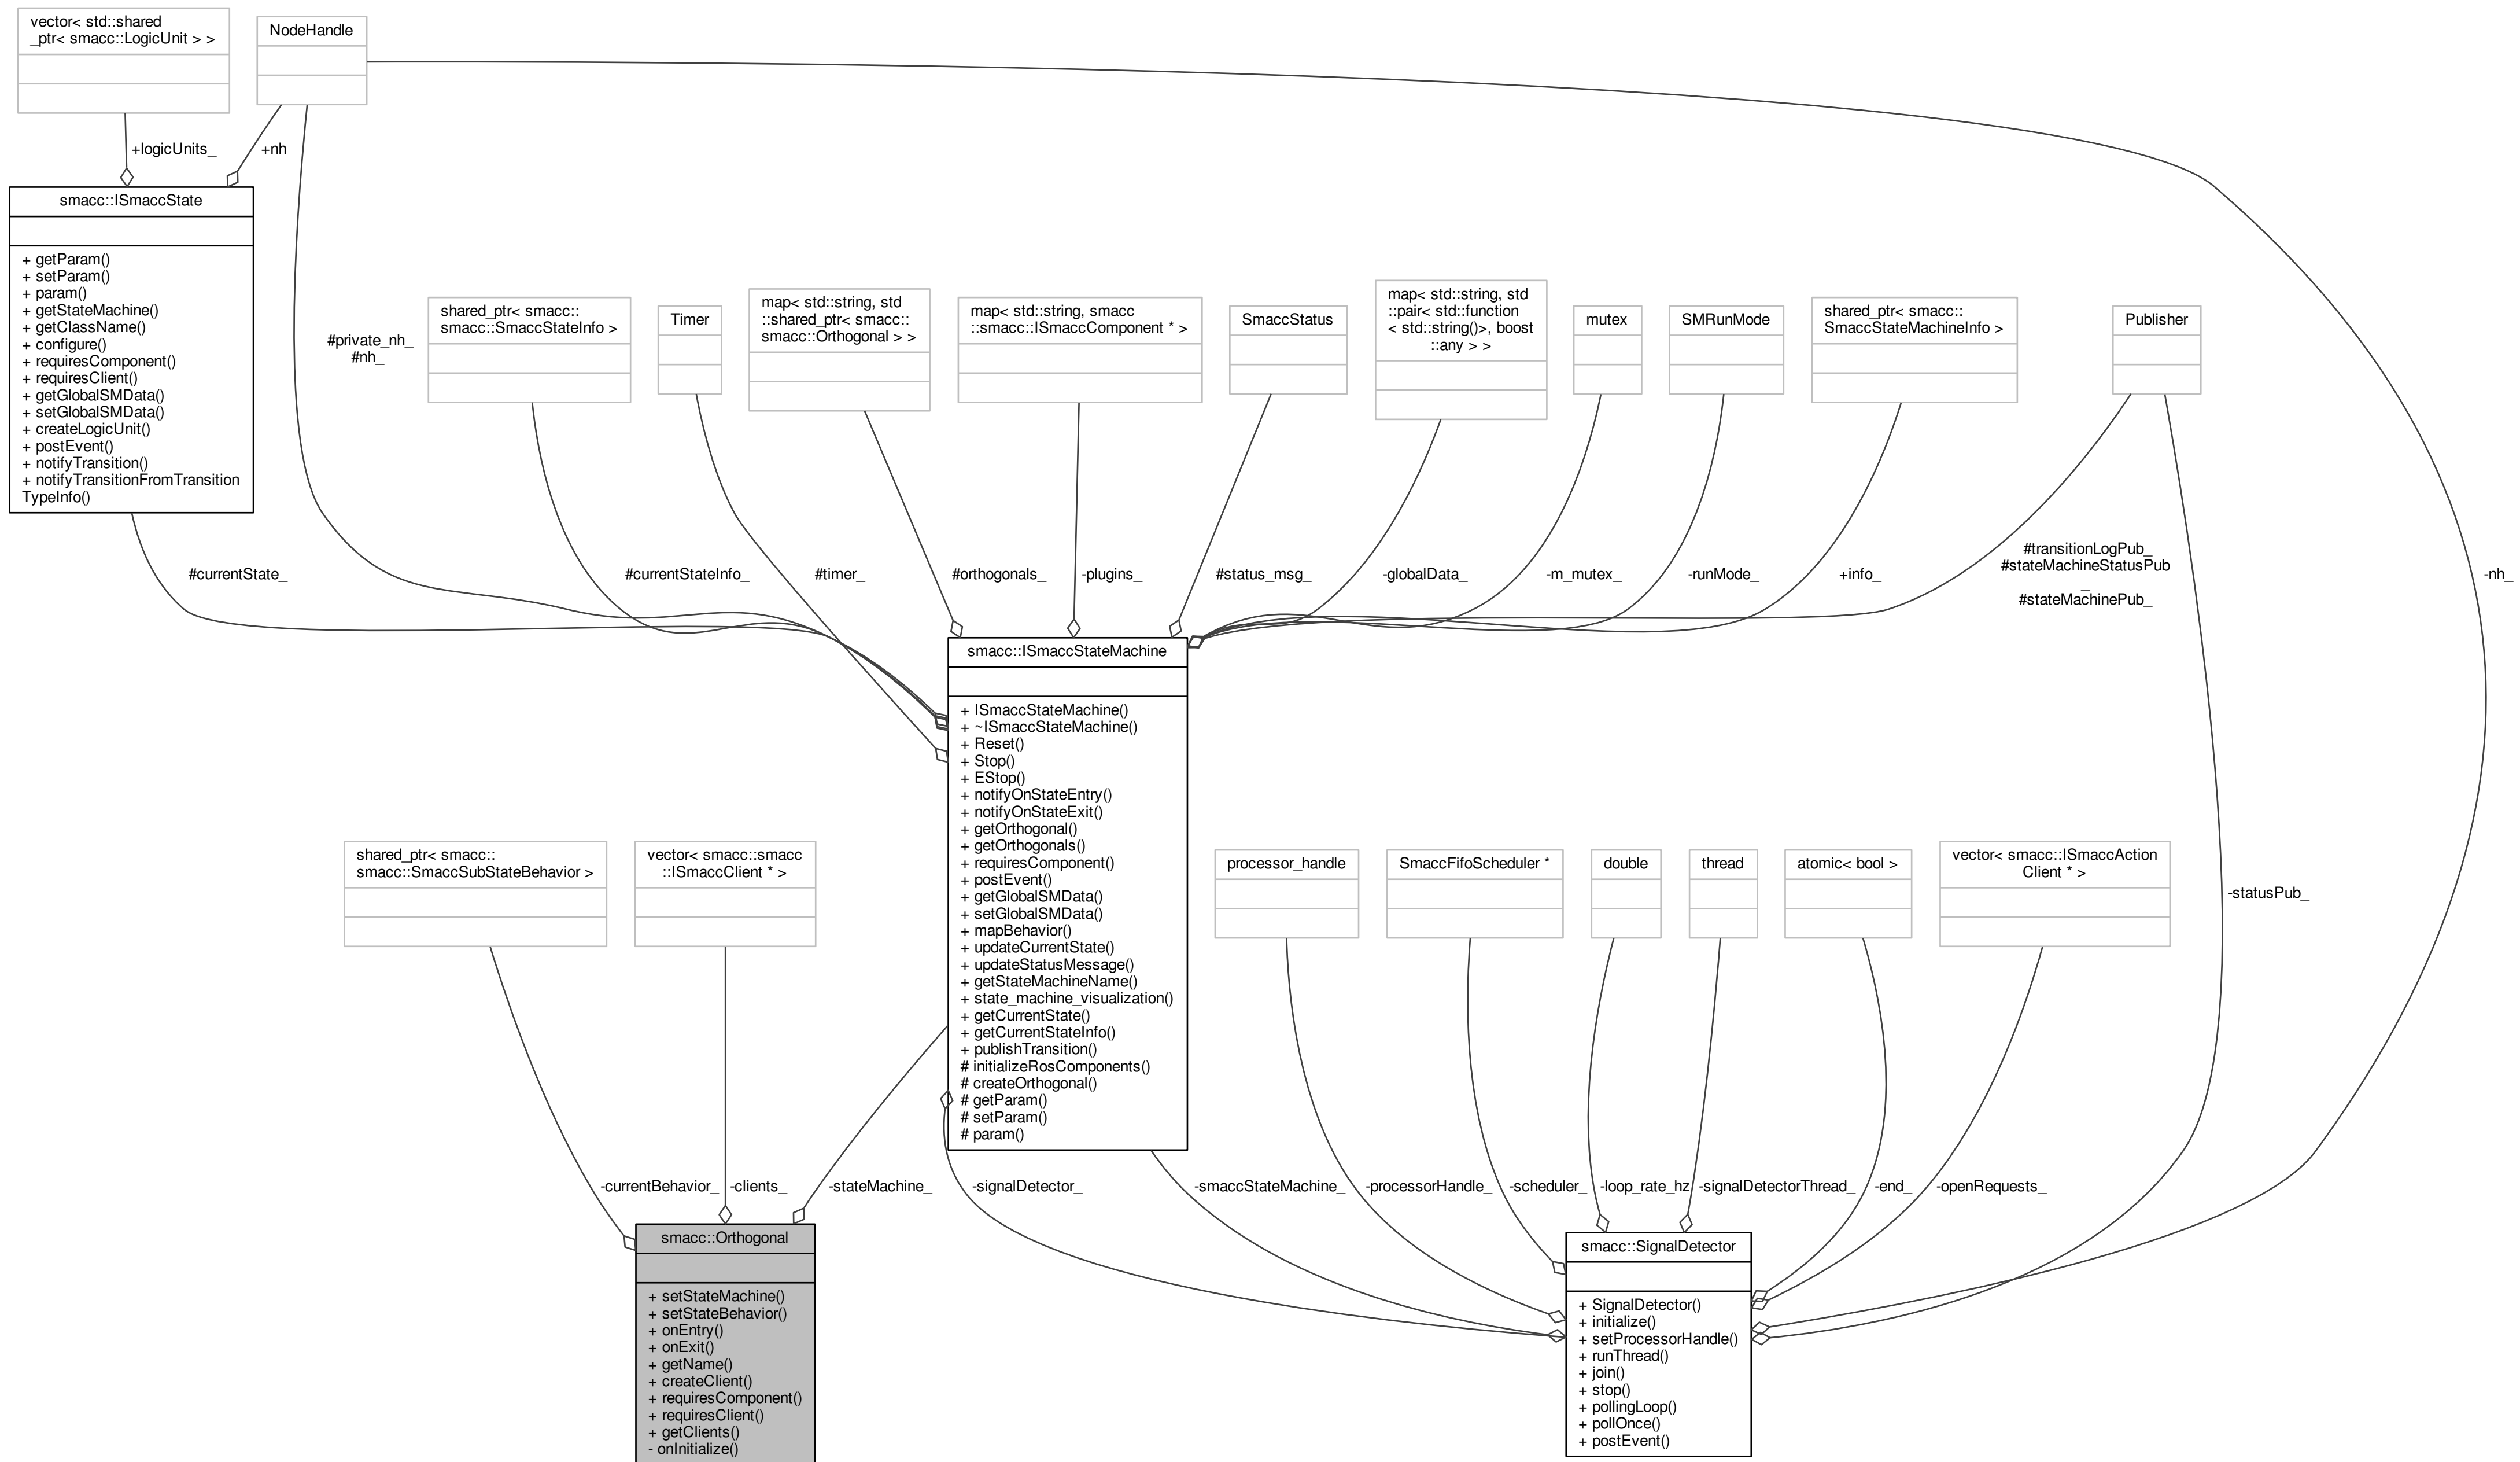 vector< std::shared
_ptr< smacc::LogicUnit > >
NodeHandle
+logicUnits_
+nh
smacc::ISmaccState
+ getParam()
+ setParam()
+ param()
+ getStateMachine()
+ getClassName()
+ configure()
+ requiresComponent()
+ requiresClient()
+ getGlobalSMData()
+ setGlobalSMData()
+ createLogicUnit()
+ postEvent()
+ notifyTransition()
+ notifyTransitionFromTransition
TypeInfo()
#private_nh_
#nh_
shared_ptr< smacc::
smacc::SmaccStateInfo >
Timer
map< std::string, std
::shared_ptr< smacc::
smacc::Orthogonal > >
map< std::string, smacc
::smacc::ISmaccComponent * >
SmaccStatus
map< std::string, std
::pair< std::function
< std::string()>, boost
::any > >
mutex
SMRunMode
shared_ptr< smacc::
SmaccStateMachineInfo >
Publisher
#currentState_
#currentStateInfo_
#timer_
#orthogonals_
-plugins_
#status_msg_
-globalData_
-m_mutex_
-runMode_
+info_
#transitionLogPub_
#stateMachineStatusPub
_
#stateMachinePub_
-nh_
smacc::ISmaccStateMachine
+ ISmaccStateMachine()
+ ~ISmaccStateMachine()
+ Reset()
+ Stop()
+ EStop()
+ notifyOnStateEntry()
+ notifyOnStateExit()
+ getOrthogonal()
+ getOrthogonals()
+ requiresComponent()
+ postEvent()
+ getGlobalSMData()
+ setGlobalSMData()
+ mapBehavior()
+ updateCurrentState()
+ updateStatusMessage()
+ getStateMachineName()
+ state_machine_visualization()
+ getCurrentState()
+ getCurrentStateInfo()
+ publishTransition()
# initializeRosComponents()
# createOrthogonal()
# getParam()
# setParam()
# param()
shared_ptr< smacc::
smacc::SmaccSubStateBehavior >
vector< smacc::smacc
::ISmaccClient * >
processor_handle
SmaccFifoScheduler *
double
thread
atomic< bool >
vector< smacc::ISmaccAction
Client * >
-statusPub_
-currentBehavior_
-clients_
-stateMachine_
-signalDetector_
-smaccStateMachine_
-processorHandle_
-scheduler_
-loop_rate_hz
-signalDetectorThread_
-end_
-openRequests_
smacc::Orthogonal
+ setStateMachine()
+ setStateBehavior()
+ onEntry()
+ onExit()
+ getName()
+ createClient()
+ requiresComponent()
+ requiresClient()
+ getClients()
- onInitialize()
smacc::SignalDetector
+ SignalDetector()
+ initialize()
+ setProcessorHandle()
+ runThread()
+ join()
+ stop()
+ pollingLoop()
+ pollOnce()
+ postEvent()